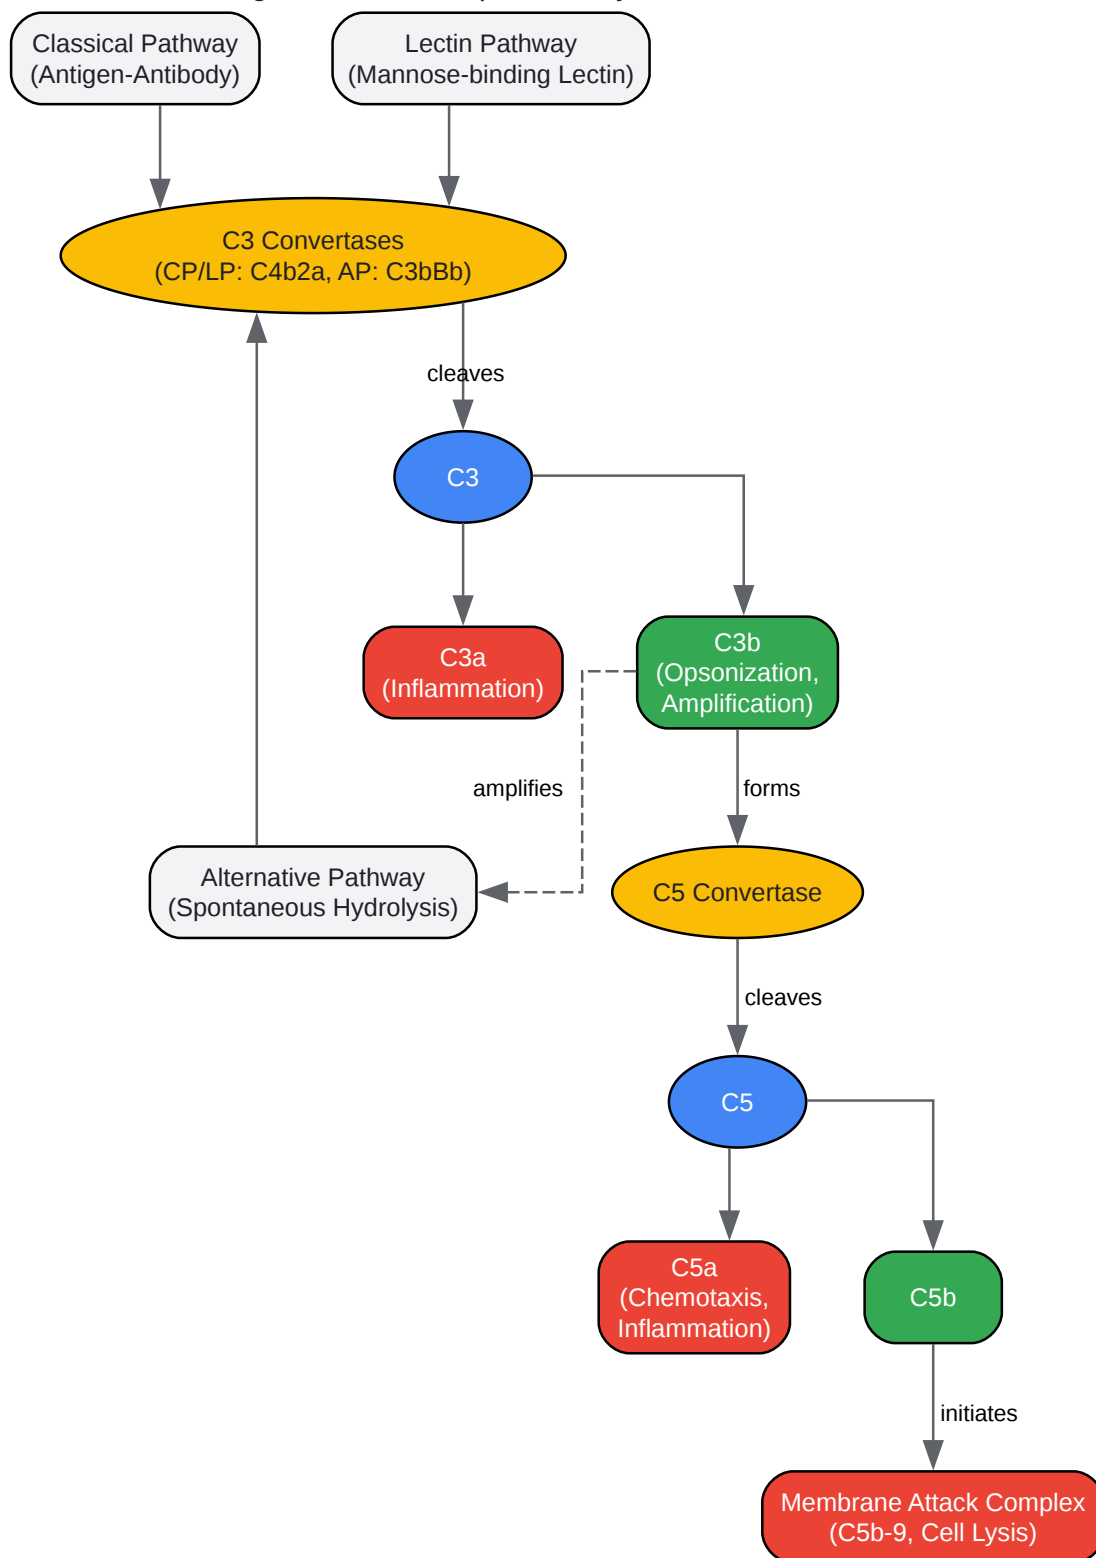 Classical Pathway
(Antigen-Antibody)
Lectin Pathway
(Mannose-binding Lectin)
C3 Convertases
(CP/LP: C4b2a, AP: C3bBb)
cleaves
C3
C3a
(Inflammation)
C3b
(Opsonization,
Amplification)
amplifies
forms
Alternative Pathway
(Spontaneous Hydrolysis)
C5 Convertase
cleaves
C5
C5a
(Chemotaxis,
Inflammation)
C5b
initiates
Membrane Attack Complex
(C5b-9, Cell Lysis)